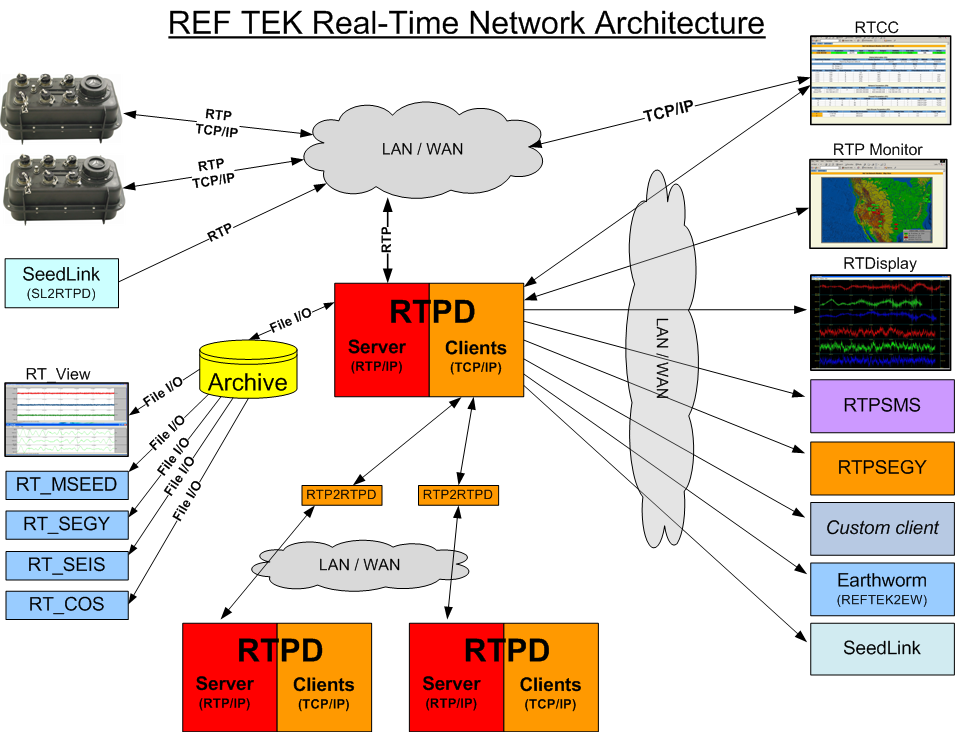 REF TEK Real-Time Network Architecture
RTCC
RTP
TCP/IP
LAN / WAN
TCP/IP
RTP Monitor
RTP
TCP/IP
RTP
RTP
SeedLink
(SL2RTPD)
RTDisplay
RTPD
Server
(RTP/IP)
Clients
(TCP/IP)
File I/O
Archive
LAN / WAN
RT_View
File I/O
File I/O
File I/O
File I/O
File I/O
RT_MSEED
RT_SEGY
RT_SEIS
RT_COS
RTPSMS
RTPSEGY
Custom client
Earthworm
(REFTEK2EW)
SeedLink
RTP2RTPD
RTP2RTPD
LAN / WAN
RTPD
Server
(RTP/IP)
Clients
(TCP/IP)
RTPD
Server
(RTP/IP)
Clients
(TCP/IP)